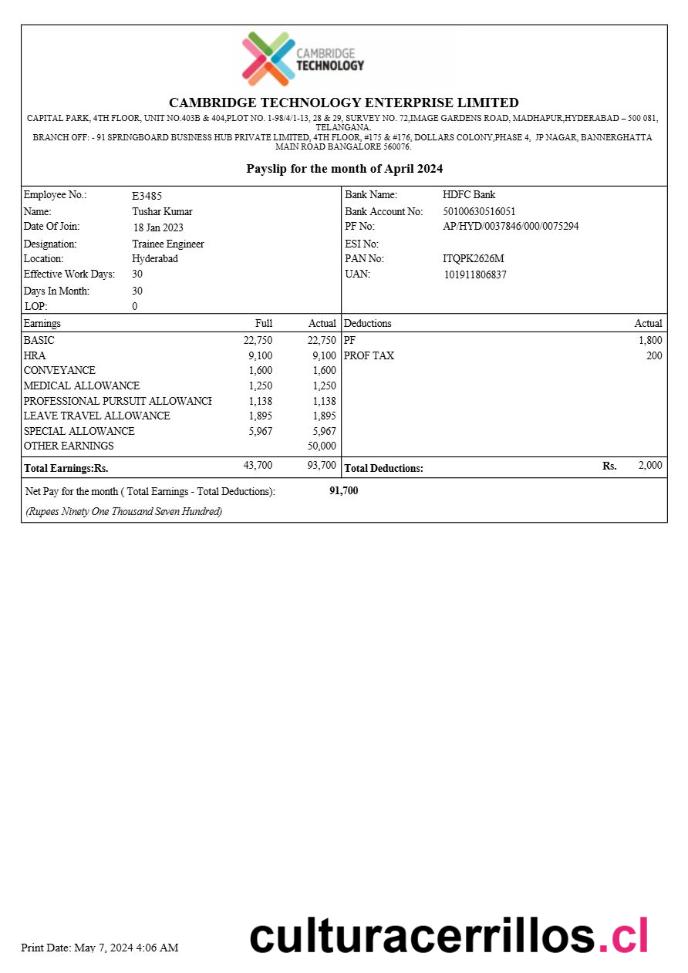 CAMBRIDGE
TECHNOLOGY
CAMBRIDGE TECHNOLOGY ENTERPRISE LIMITED
CAPITAL PARK, 4TH FLOOR, UNIT NO.403B & 404,PLOT NO. 1-98/4/1-13, 28 & 29, SURVEY NO. 72,IMAGE GARDENS ROAD, MADHAPUR,HYDERABAD – 500 081,
TELANGANA.
BRANCH OFF: - 91 SPRINGBOARD BUSINESS HUB PRIVATE LIMITED, 4TH FLOOR, #175 & #176, DOLLARS COLONY,PHASE 4, JP NAGAR, BANNERGHATTA
MAIN ROAD BANGALORE 560076.
Payslip for the month of April 2024
Employee No.: E3485 Bank Name: HDFC Bank
Name: Tushar Kumar Bank Account No: 50100630516051
Date Of Join: 18 Jan 2023 PF No: AP/HYD/0037846/000/0075294
Designation: Trainee Engineer ESI No:
Location: Hyderabad PAN No: ITQPK2626M
Effective Work Days: 30 UAN: 101911806837
Days In Month: 30
LOP: 0
Earnings Full Actual Deductions Actual
BASIC 22,750 22,750 PF 1,800
HRA 9,100 9,100 PROF TAX 200
CONVEYANCE 1,600 1,600
MEDICAL ALLOWANCE 1,250 1,250
PROFESSIONAL PURSUIT ALLOWANCE 1,138 1,138
LEAVE TRAVEL ALLOWANCE 1,895 1,895
SPECIAL ALLOWANCE 5,967 5,967
OTHER EARNINGS 50,000
Total Earnings:Rs. 43,700 93,700 Total Deductions: Rs. 2,000
Net Pay for the month ( Total Earnings - Total Deductions): 91,700
(Rupees Ninety One Thousand Seven Hundred)
Print Date: May 7, 2024 4:06 AM
culturacerrillos.cl